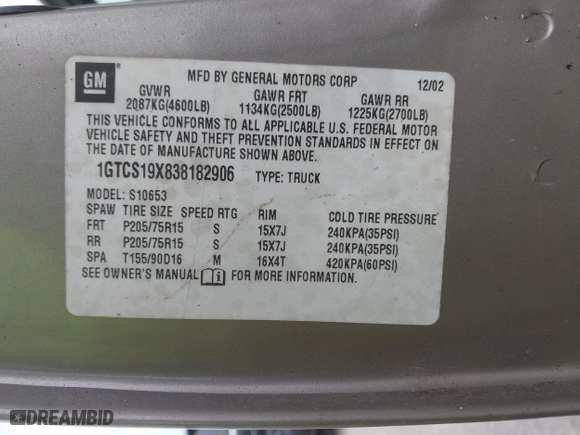 GM
MFD BY GENERAL MOTORS CORP
12/02
GVWR GAWR FRT GAWR RR
2087KG(4600LB) 1134KG(2500LB) 1225KG(2700LB)
THIS VEHICLE CONFORMS TO ALL APPLICABLE U.S. FEDERAL MOTOR
VEHICLE SAFETY AND THEFT PREVENTION STANDARDS IN EFFECT ON
THE DATE OF MANUFACTURE SHOWN ABOVE.
1GTCS19X838182906 TYPE: TRUCK
MODEL: S10653
SPAW TIRE SIZE SPEED RTG RIM COLD TIRE PRESSURE
FRT P205/75R15 S 15X7J 240KPA(35PSI)
RR P205/75R15 S 15X7J 240KPA(35PSI)
SPA T155/90D16 M 16X4T 420KPA(60PSI)
SEE OWNER'S MANUAL FOR MORE INFORMATION
DREAMBID